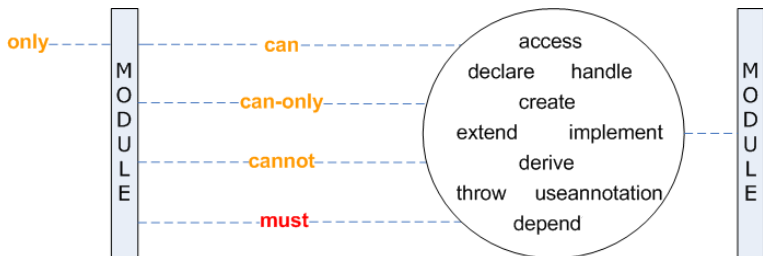 only
MODULE
can
can-only
cannot
must
access
declare handle
create
extend implement
derive
throw useannotation
depend
MODULE